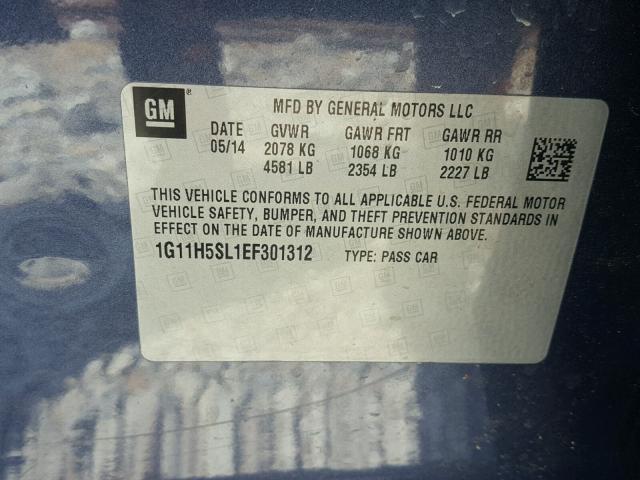 GM ® MFD BY GENERAL MOTORS LLC
DATE GVWR GAWR FRT GAWR RR
05/14 2078 KG 1068 KG 1010 KG
4581 LB 2354 LB 2227 LB
THIS VEHICLE CONFORMS TO ALL APPLICABLE U.S. FEDERAL MOTOR
VEHICLE SAFETY, BUMPER, AND THEFT PREVENTION STANDARDS IN
EFFECT ON THE DATE OF MANUFACTURE SHOWN ABOVE.
1G11H5SL1EF301312 TYPE: PASS CAR